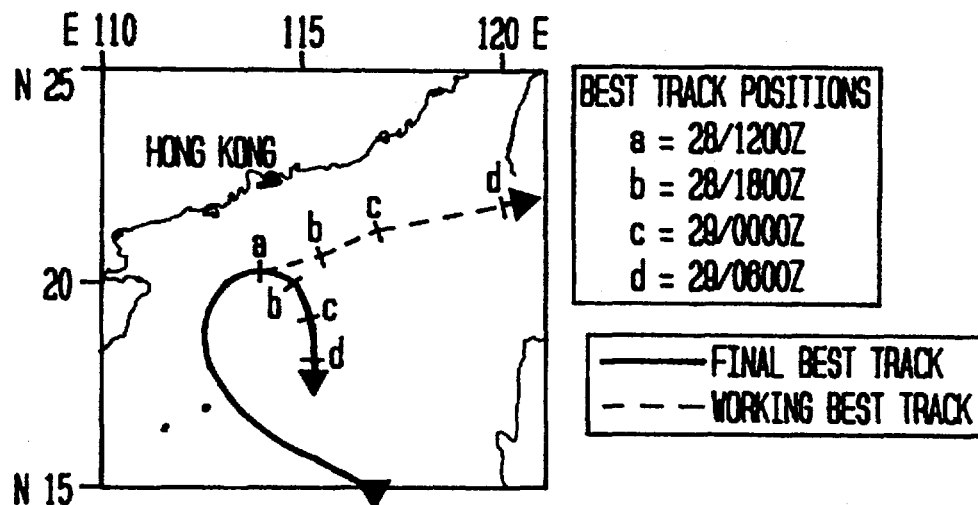 E 110 115 120 E
N 25
HONG KONG
a
b
c
d
20
b
c
d
N 15
BEST TRACK POSITIONS
a = 28/1200Z
b = 28/1800Z
c = 29/0000Z
d = 29/0600Z
FINAL BEST TRACK
WORKING BEST TRACK